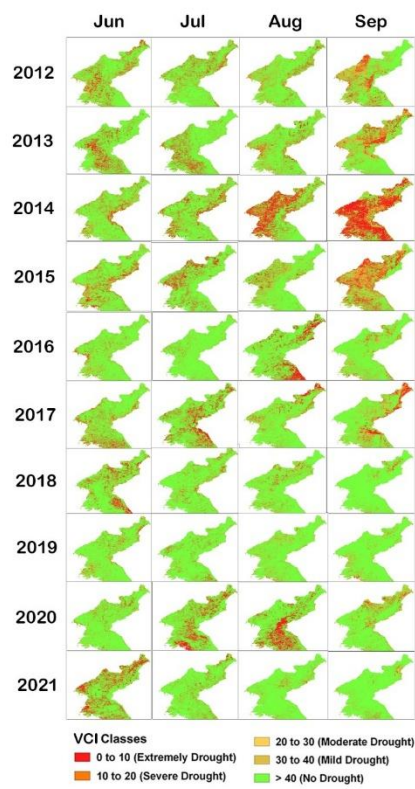 Jun Jul Aug Sep
2012
2013
2014
2015
2016
2017
2018
2019
2020
2021
VCI Classes
0 to 10 (Extremely Drought)
10 to 20 (Severe Drought)
20 to 30 (Moderate Drought)
30 to 40 (Mild Drought)
> 40 (No Drought)